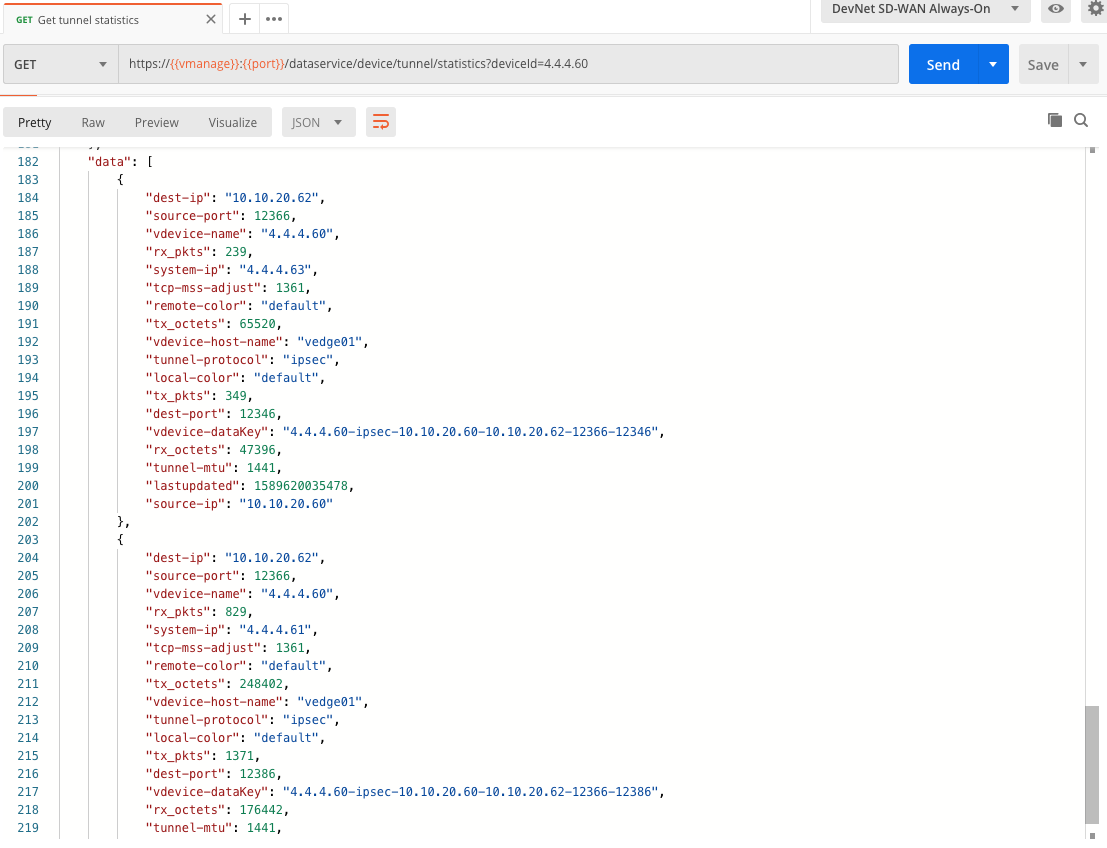 GET Get tunnel statistics
DevNet SD-WAN Always-On
GET https://{{vmanage}}:{{port}}/dataservice/device/tunnel/statistics?deviceId=4.4.4.60 Send Save
Pretty Raw Preview Visualize JSON
182 "data": [
183 {
184 "dest-ip": "10.10.20.62",
185 "source-port": 12366,
186 "vdevice-name": "4.4.4.60",
187 "rx_pkts": 239,
188 "system-ip": "4.4.4.63",
189 "tcp-mss-adjust": 1361,
190 "remote-color": "default",
191 "tx_octets": 65520,
192 "vdevice-host-name": "vedge01",
193 "tunnel-protocol": "ipsec",
194 "local-color": "default",
195 "tx_pkts": 349,
196 "dest-port": 12346,
197 "vdevice-dataKey": "4.4.4.60-ipsec-10.10.20.60-10.10.20.62-12366-12346",
198 "rx_octets": 47396,
199 "tunnel-mtu": 1441,
200 "lastupdated": 1589620035478,
201 "source-ip": "10.10.20.60"
202 },
203 {
204 "dest-ip": "10.10.20.62",
205 "source-port": 12366,
206 "vdevice-name": "4.4.4.60",
207 "rx_pkts": 829,
208 "system-ip": "4.4.4.61",
209 "tcp-mss-adjust": 1361,
210 "remote-color": "default",
211 "tx_octets": 248402,
212 "vdevice-host-name": "vedge01",
213 "tunnel-protocol": "ipsec",
214 "local-color": "default",
215 "tx_pkts": 1371,
216 "dest-port": 12386,
217 "vdevice-dataKey": "4.4.4.60-ipsec-10.10.20.60-10.10.20.62-12366-12386",
218 "rx_octets": 176442,
219 "tunnel-mtu": 1441,